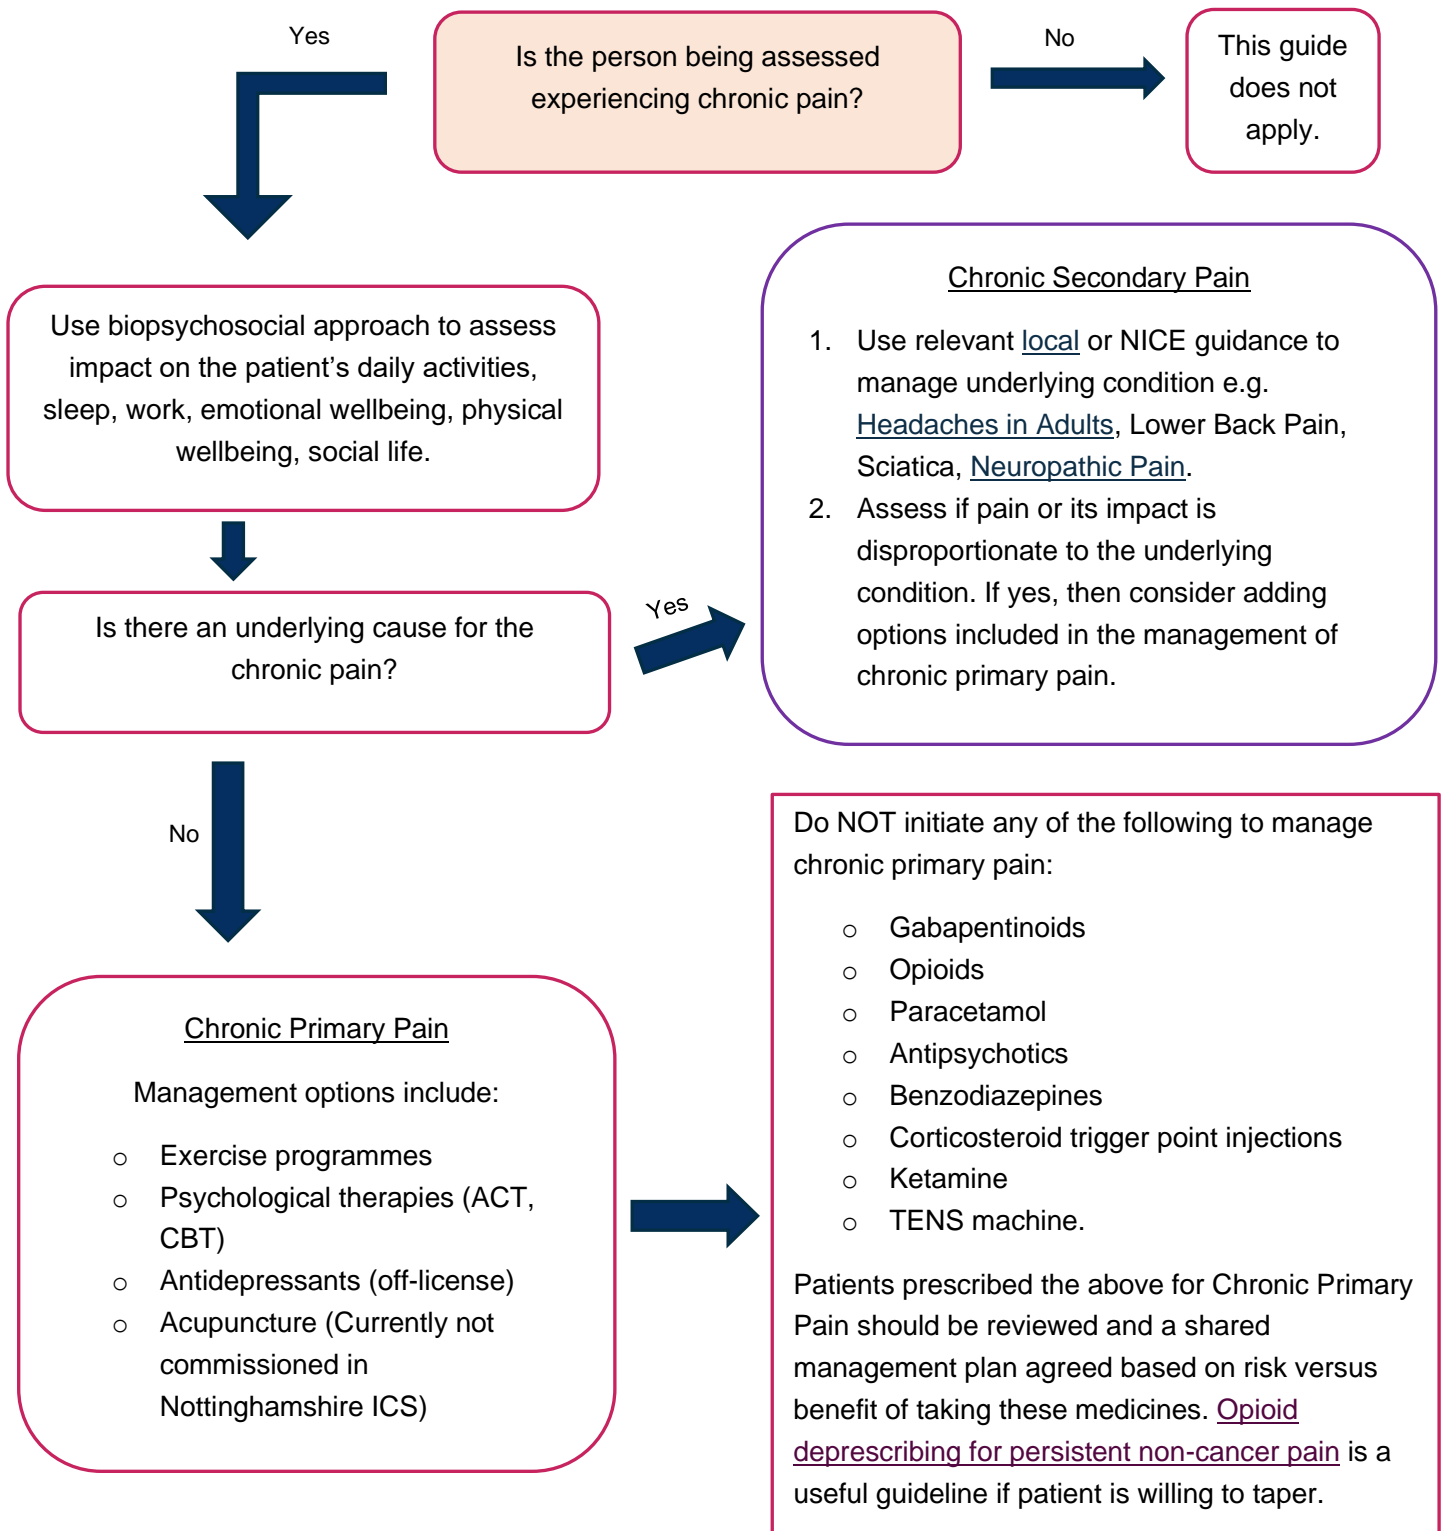 Yes
Is the person being assessed
experiencing chronic pain?
No
This guide
does not
apply.
Use biopsychosocial approach to assess
impact on the patient’s daily activities,
sleep, work, emotional wellbeing, physical
wellbeing, social life.
Is there an underlying cause for the
chronic pain?
Yes
Chronic Secondary Pain
1. Use relevant local or NICE guidance to
manage underlying condition e.g.
Headaches in Adults, Lower Back Pain,
Sciatica, Neuropathic Pain.
2. Assess if pain or its impact is
disproportionate to the underlying
condition. If yes, then consider adding
options included in the management of
chronic primary pain.
No
Chronic Primary Pain
Management options include:
o Exercise programmes
o Psychological therapies (ACT,
CBT)
o Antidepressants (off-license)
o Acupuncture (Currently not
commissioned in
Nottinghamshire ICS)
Do NOT initiate any of the following to manage
chronic primary pain:
o Gabapentinoids
o Opioids
o Paracetamol
o Antipsychotics
o Benzodiazepines
o Corticosteroid trigger point injections
o Ketamine
o TENS machine.
Patients prescribed the above for Chronic Primary
Pain should be reviewed and a shared
management plan agreed based on risk versus
benefit of taking these medicines. Opioid
deprescribing for persistent non-cancer pain is a
useful guideline if patient is willing to taper.